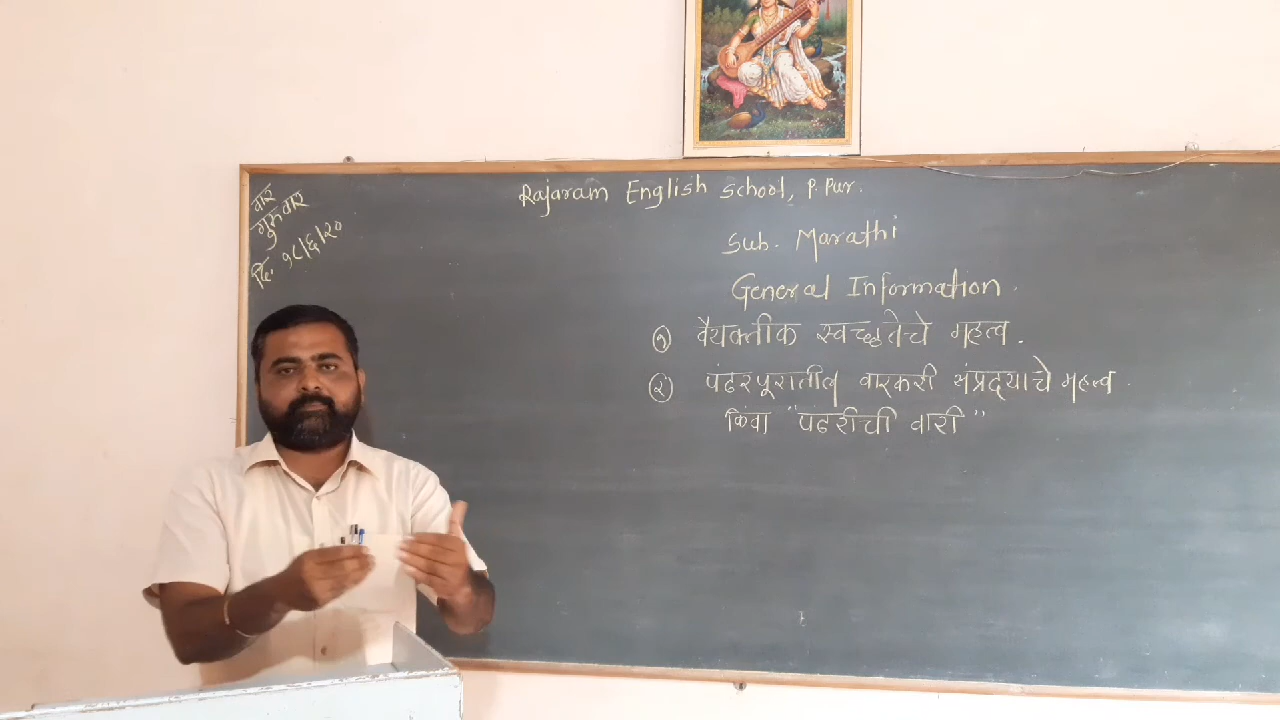 वार
गुरुवार
दि. १८/६/२०
Rajaram English School, P. Pur.
Sub. Marathi
General Information.
१ वैयक्तीक स्वच्छतेचे महत्व.
२ पंढरपूरातील वारकरी संप्रदयाचे महत्व.
किंवा "पंढरीची वारी"